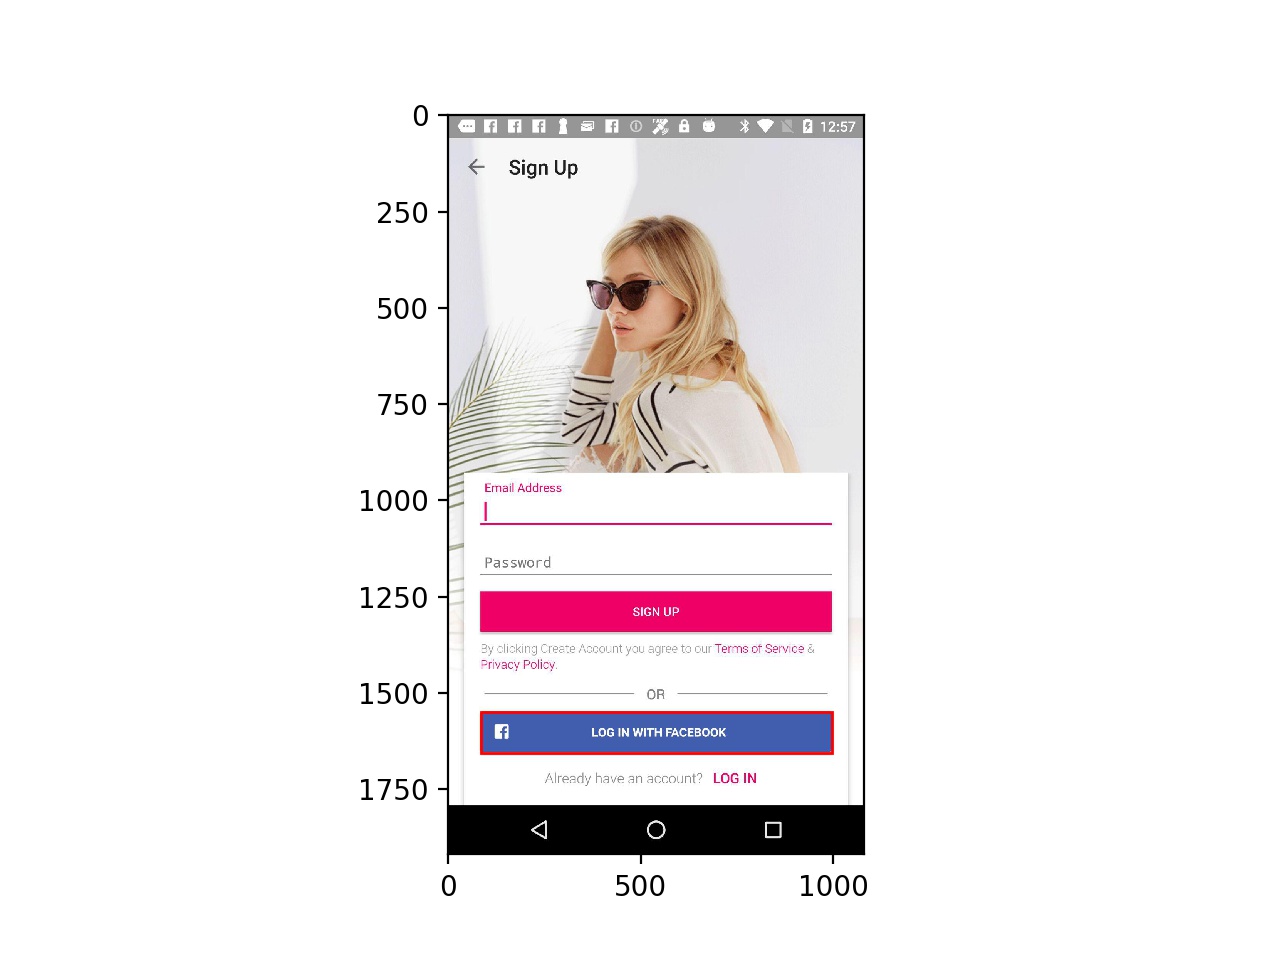 0
250
500
750
1000
1250
1500
1750
12:57
Sign Up
Email Address
Password
SIGN UP
By clicking Create Account you agree to our Terms of Service &
Privacy Policy.
OR
LOG IN WITH FACEBOOK
Already have an account? LOG IN
0 500 1000